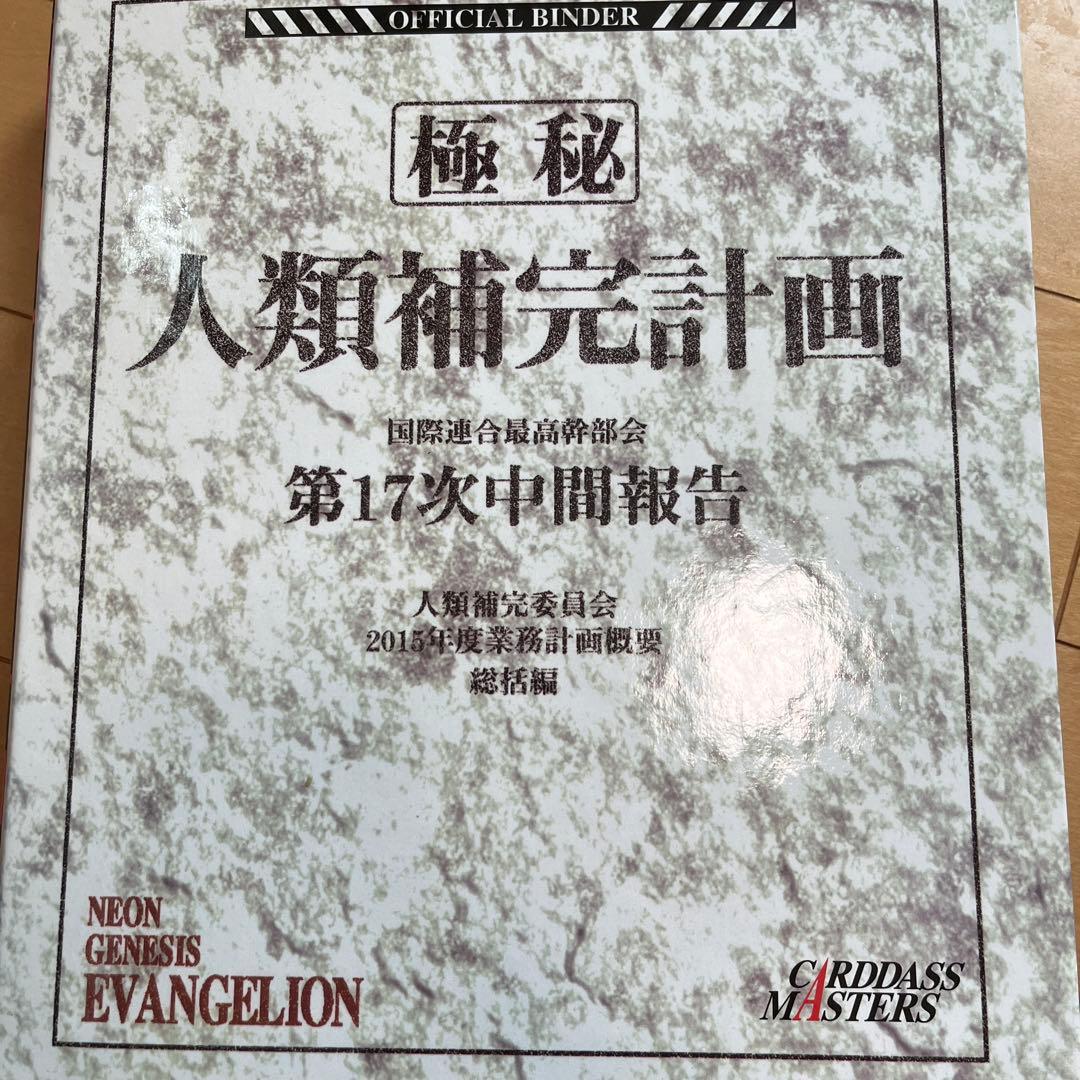 OFFICIAL BINDER
極秘
人類補完計画
国際連合最高幹部会
第17次中間報告
人類補完委員会
2015年度業務計画概要
総括編
NEON
GENESIS
EVANGELION
CARDDASS
MASTERS